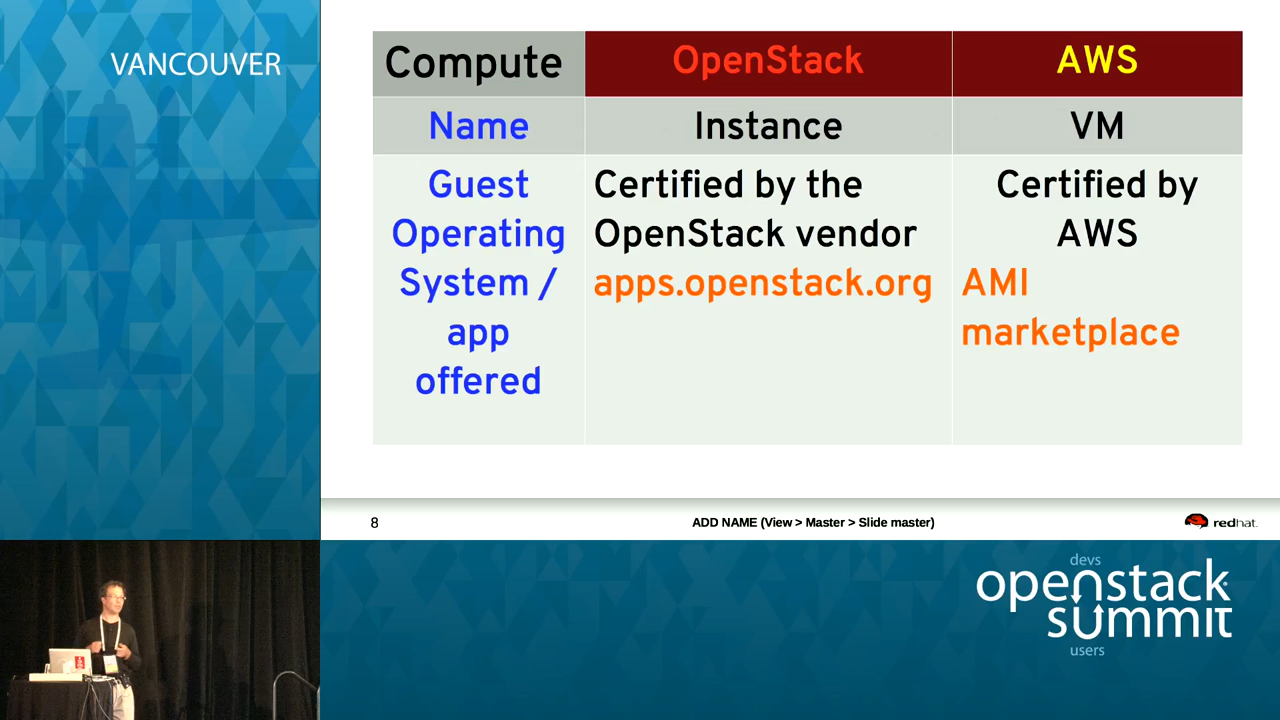 VANCOUVER
Compute
OpenStack
AWS
Name
Instance
VM
Guest
Operating
System /
app
offered
Certified by the
OpenStack vendor
apps.openstack.org
Certified by
AWS
AMI
marketplace
8
ADD NAME (View > Master > Slide master)
redhat.
devs
openstack
summit
users